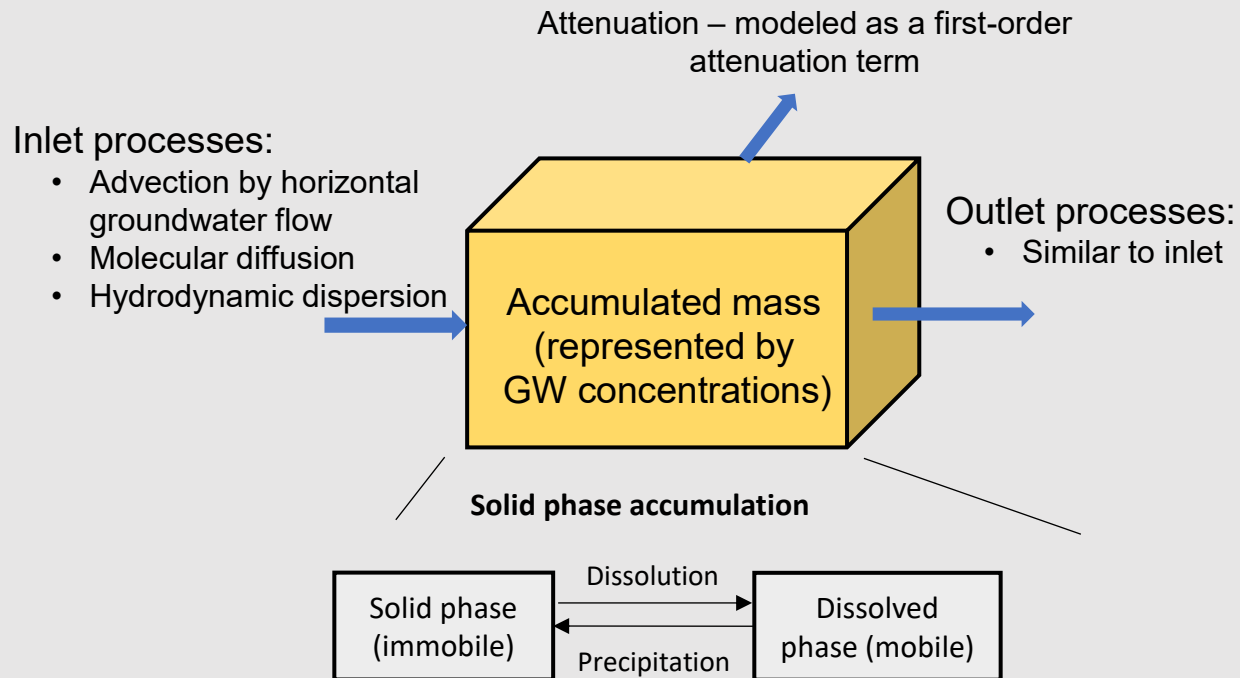 Attenuation – modeled as a first-order
attenuation term
Inlet processes:
• Advection by horizontal
groundwater flow
• Molecular diffusion
• Hydrodynamic dispersion
Outlet processes:
• Similar to inlet
Accumulated mass
(represented by
GW concentrations)
Solid phase accumulation
Solid phase
(immobile)
Dissolution
Precipitation
Dissolved
phase (mobile)